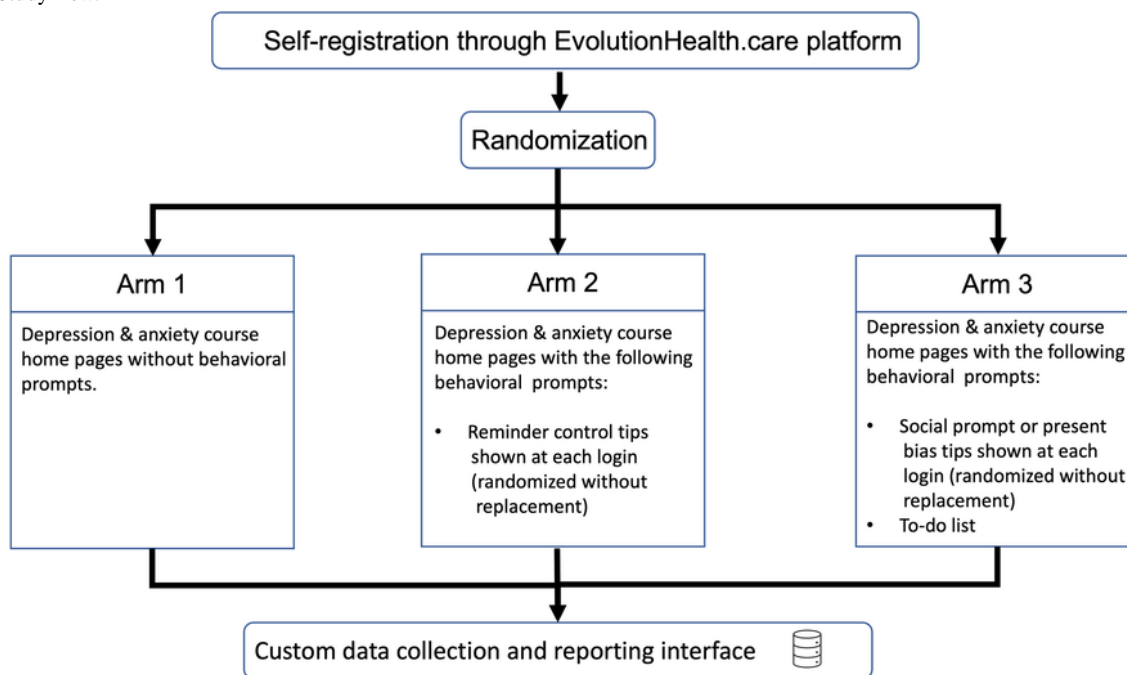 Self-registration through EvolutionHealth.care platform
Randomization
Arm 1
Depression & anxiety course
home pages without behavioral
prompts.
Arm 2
Depression & anxiety course
home pages with the following
behavioral prompts:
• Reminder control tips
shown at each login
(randomized without
replacement)
Arm 3
Depression & anxiety course
home pages with the following
behavioral prompts:
• Social prompt or present
bias tips shown at each
login (randomized without
replacement)
• To-do list
Custom data collection and reporting interface